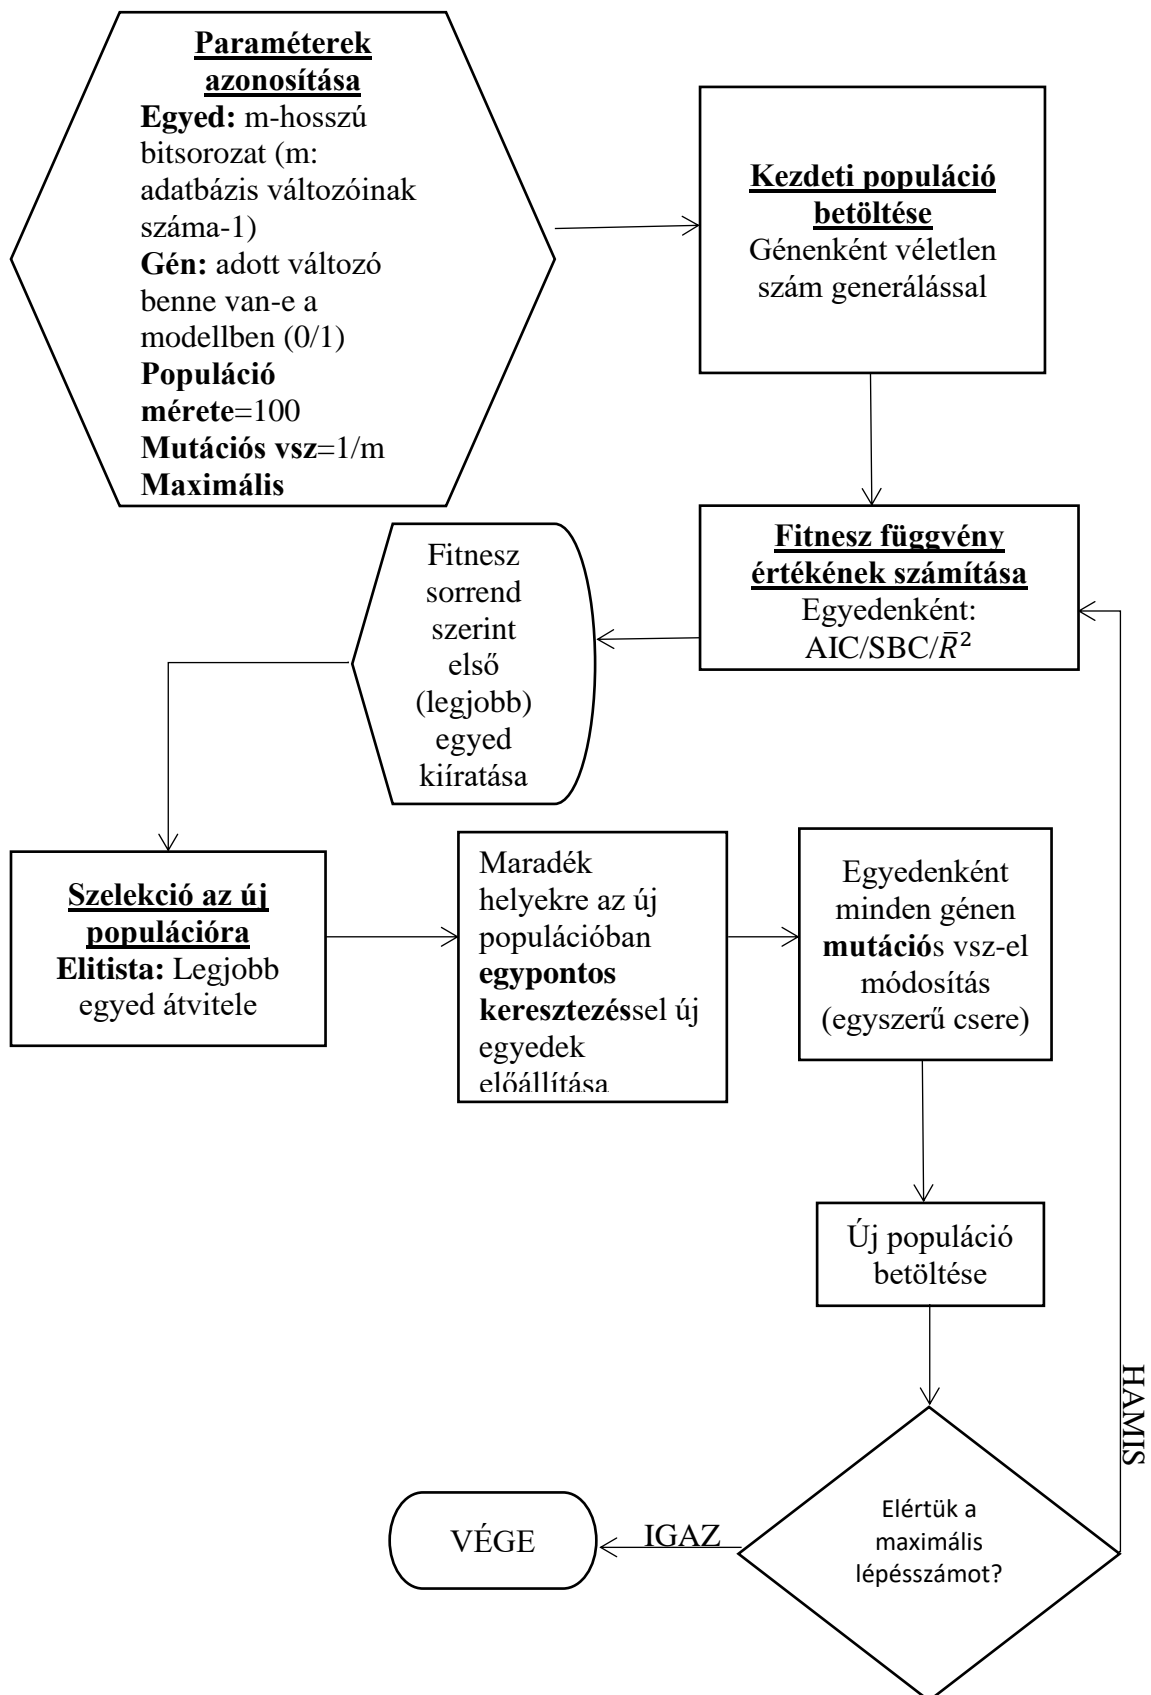 Paraméterek
azonosítása
Egyed: m-hosszú
bitsorozat (m:
adatbázis változóinak
száma-1)
Gén: adott változó
benne van-e a
modellben (0/1)
Populáció
mérete=100
Mutációs vsz=1/m
Maximális
Kezdeti populáció
betöltése
Génenként véletlen
szám generálással
Fitnesz függvény
értékének számítása
Egyedenként:
AIC/SBC/R̄²
Fitnesz
sorrend
szerint
első
(legjobb)
egyed
kiíratása
Szelekció az új
populációra
Elitista: Legjobb
egyed átvitele
Maradék
helyekre az új
populációban
egypontos
keresztezéssel új
egyedek
előállítása
Egyedenként
minden génen
mutációs vsz-el
módosítás
(egyszerű csere)
Új populáció
betöltése
HAMIS
Elértük a
maximális
lépésszámot?
IGAZ
VÉGE